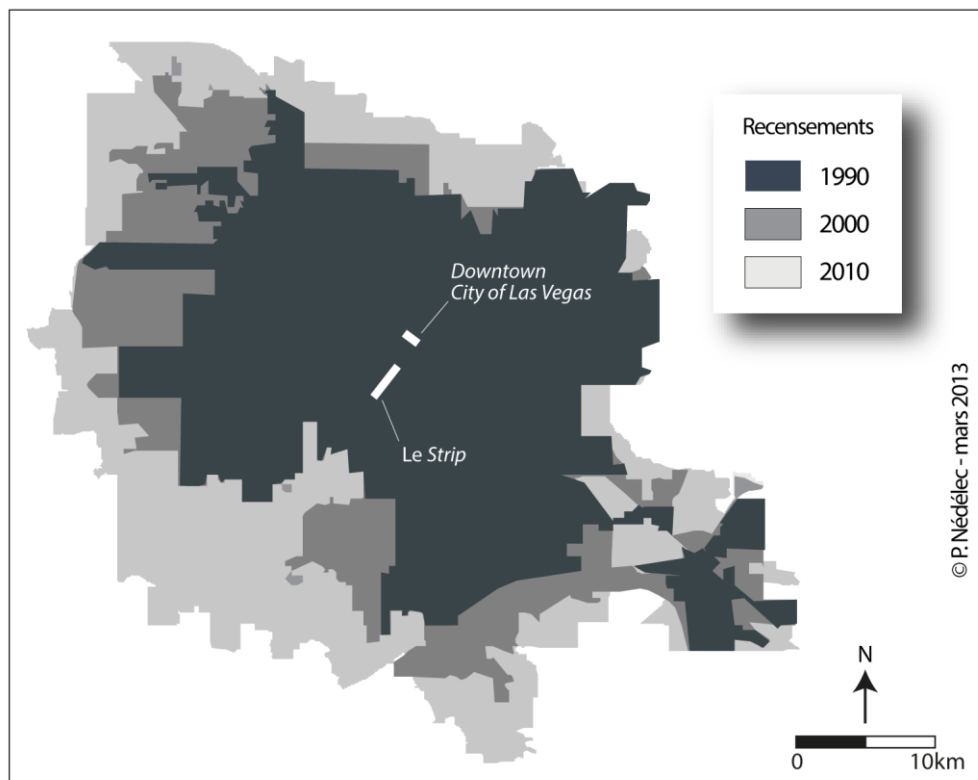 Recensements
1990
2000
2010
Downtown
City of Las Vegas
Le Strip
© P. Nédélec - mars 2013
N
0
10km